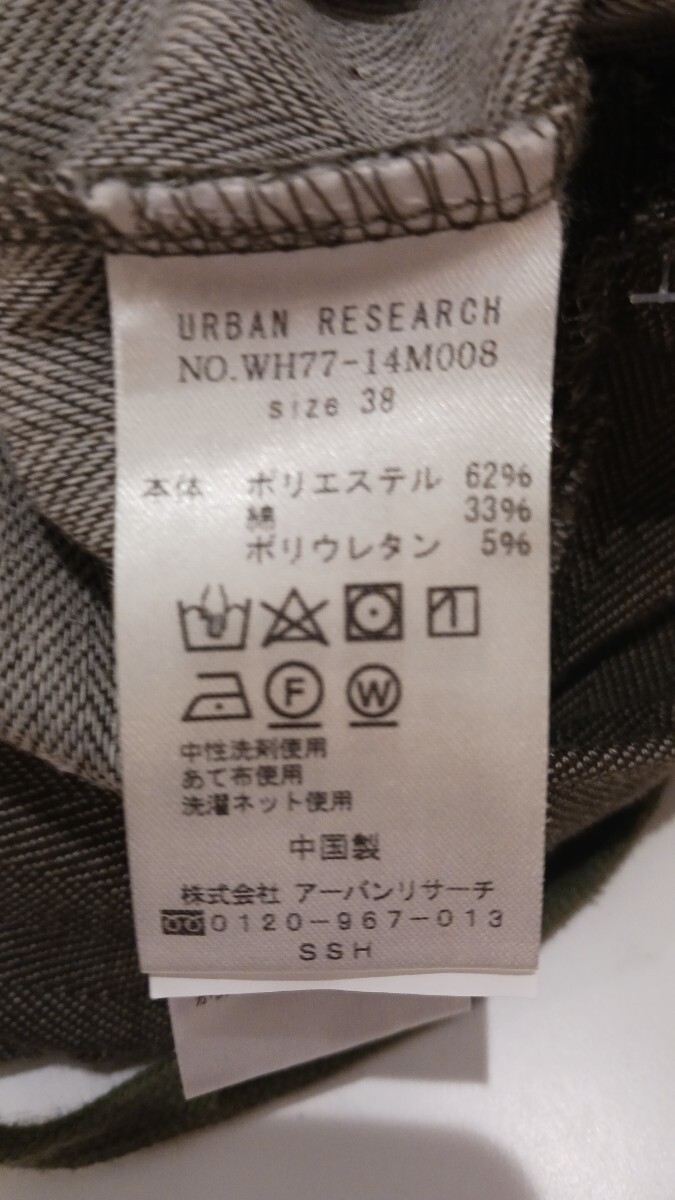 URBAN RESEARCH
NO.WH77-14M008
size 38
本体 ポリエステル 62%
綿 33%
ポリウレタン 5%
F W
中性洗剤使用
あて布使用
洗濯ネット使用
中国製
株式会社 アーバンリサーチ
0120-967-013
SSH